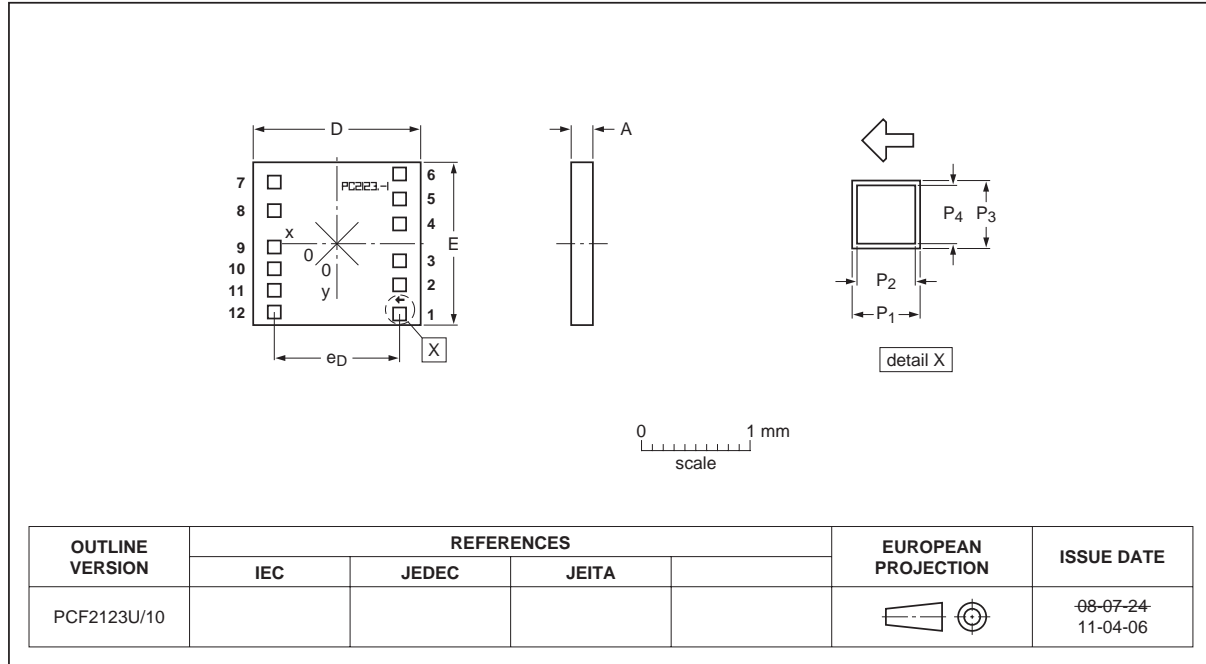 D
A
7
8
9
10
11
12
PC2123.-1
x
0
0
y
6
5
4
3
2
1
E
eD
X
P4
P3
P2
P1
detail X
0 1 mm
scale
OUTLINE VERSION
REFERENCES
EUROPEAN PROJECTION
ISSUE DATE
IEC
JEDEC
JEITA
PCF2123U/10
08-07-24
11-04-06